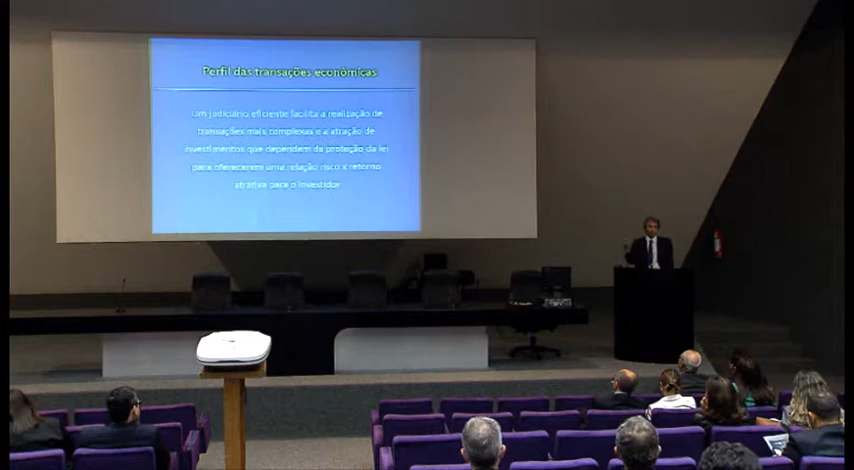 Perfil das transações econômicas
Um judiciário eficiente facilita a realização de
transações mais complexas e a atração de
investimentos que dependem da proteção da lei
para oferecerem uma relação risco x retorno
atrativa para o investidor